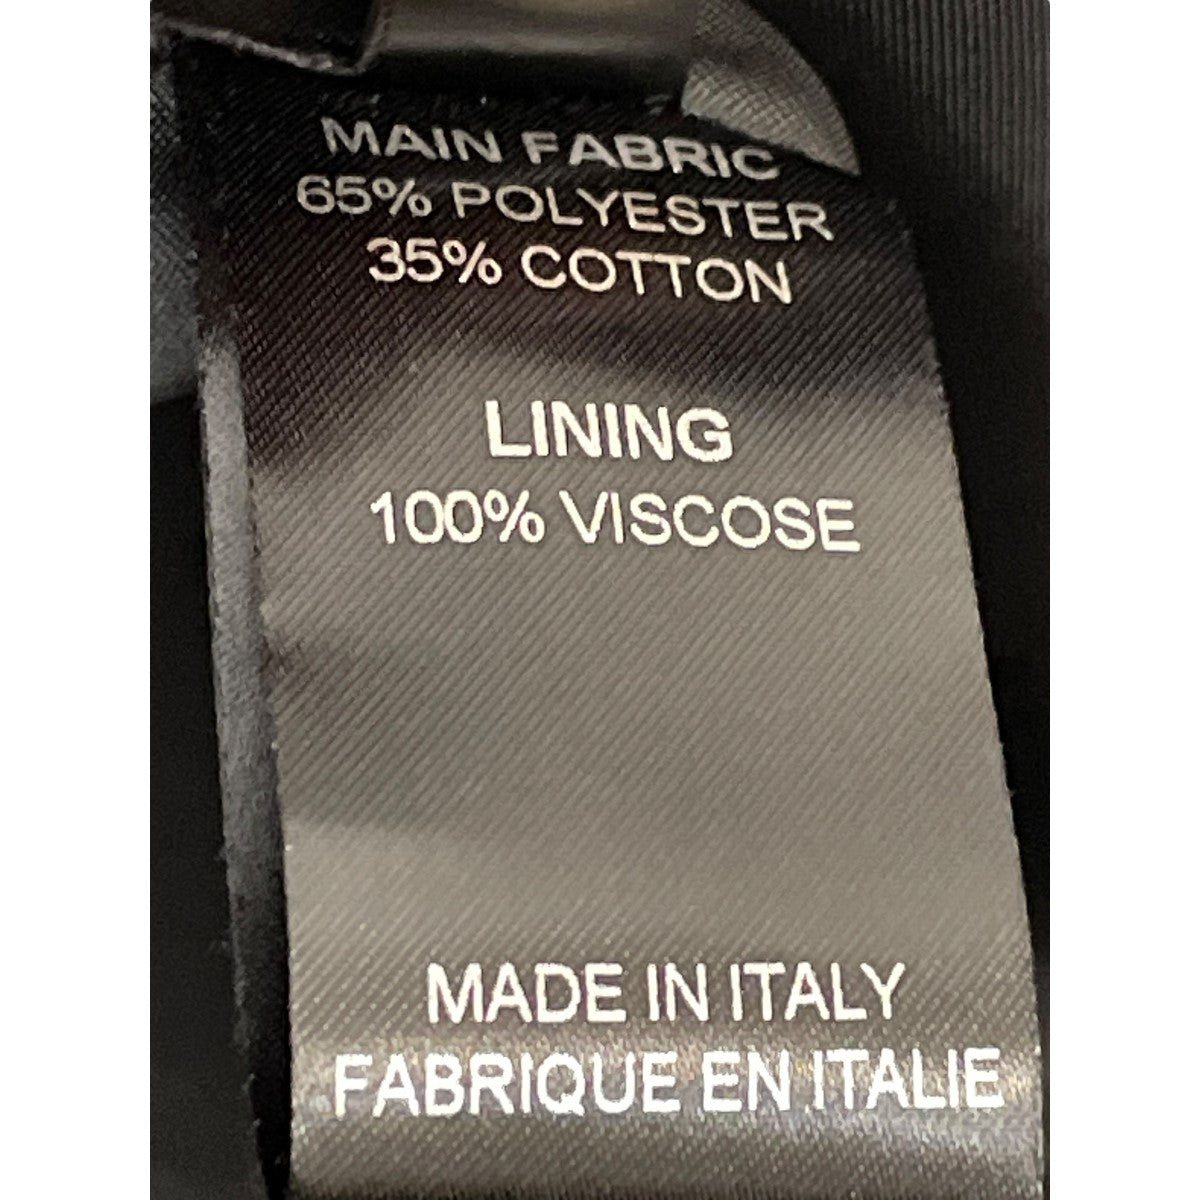 MAIN FABRIC
65% POLYESTER
35% COTTON
LINING
100% VISCOSE
MADE IN ITALY
FABRIQUE EN ITALIE